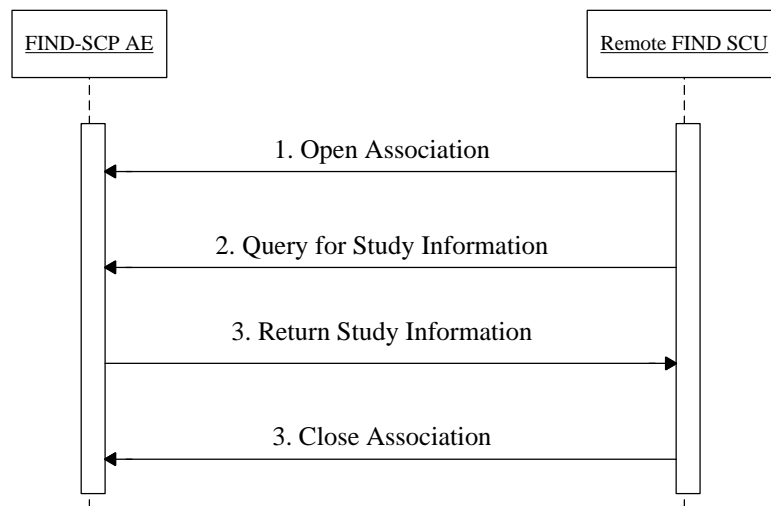 FIND-SCP AE
Remote FIND SCU
1. Open Association
2. Query for Study Information
3. Return Study Information
3. Close Association